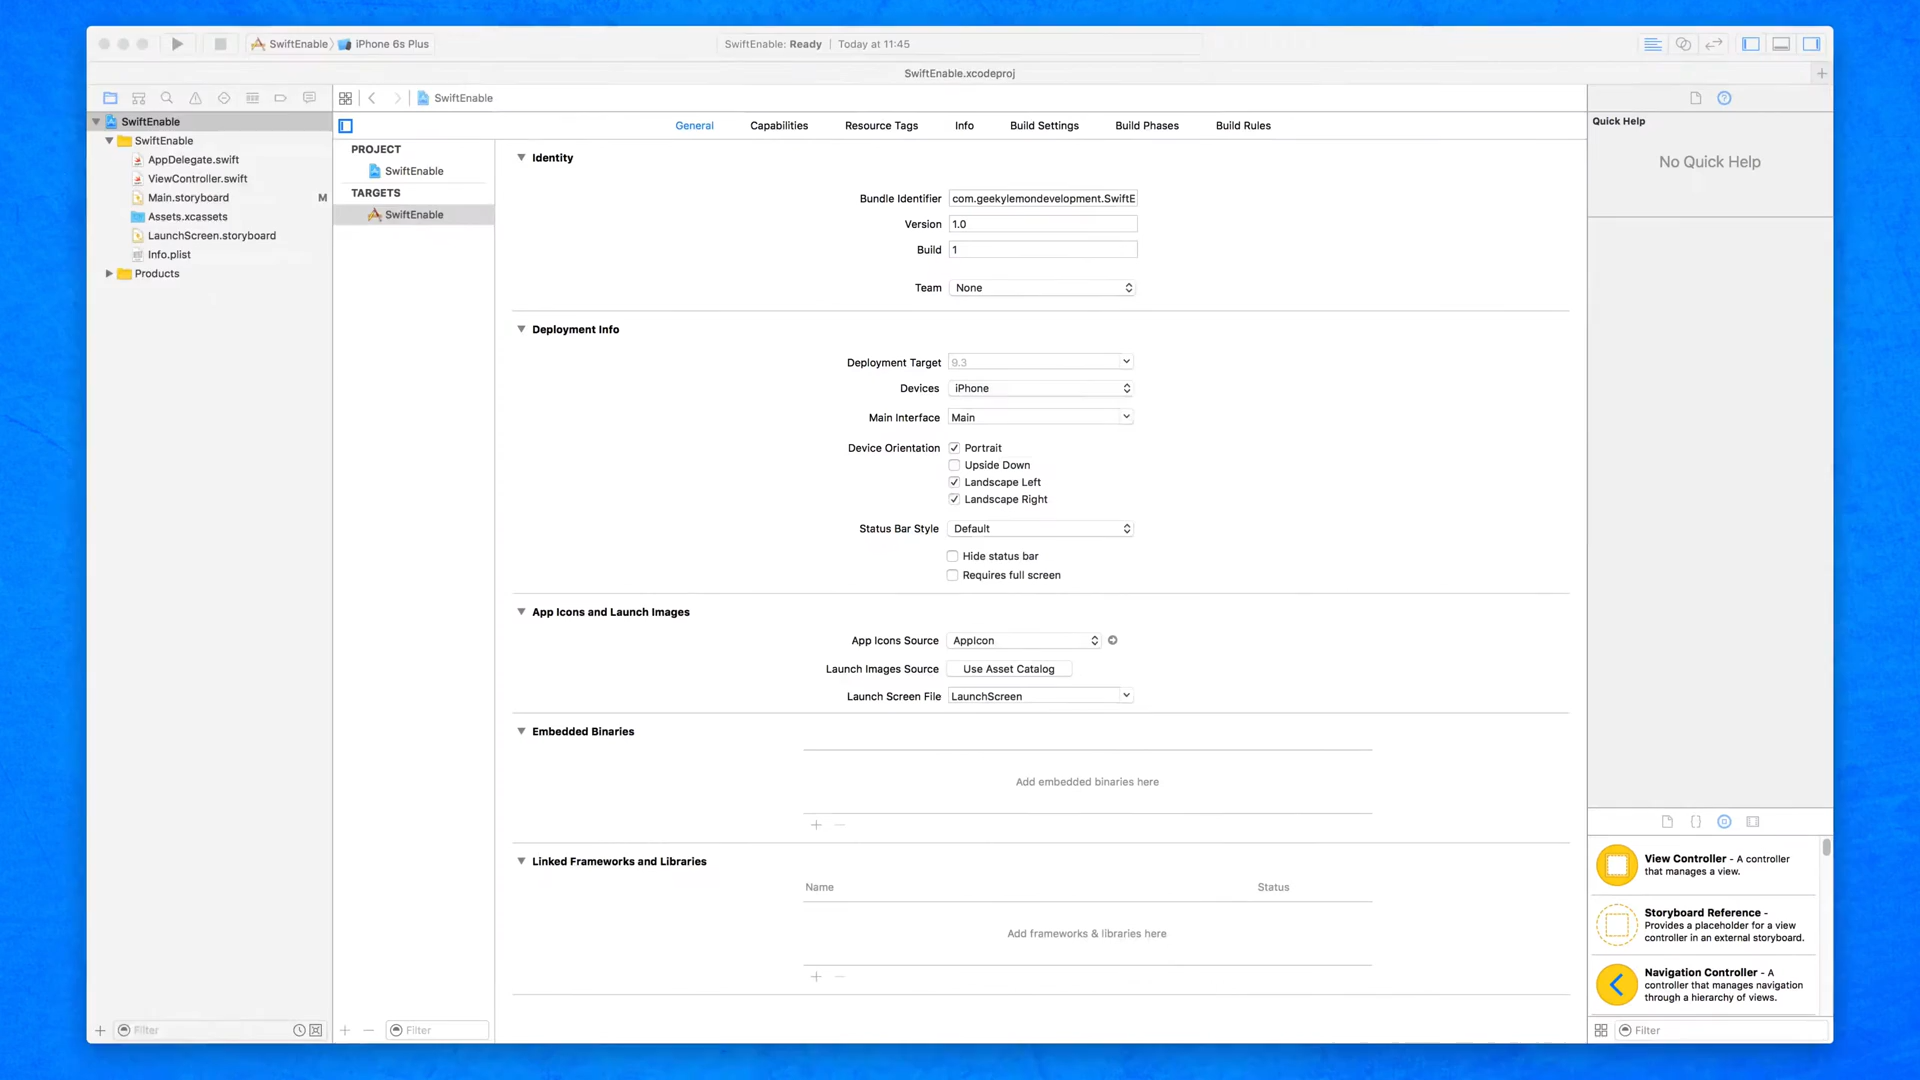 SwiftEnable iPhone 6s Plus
SwiftEnable: Ready | Today at 11:45
SwiftEnable.xcodeproj
SwiftEnable
SwiftEnable
AppDelegate.swift
ViewController.swift
Main.storyboard M
Assets.xcassets
LaunchScreen.storyboard
Info.plist
Products
Filter
SwiftEnable
General Capabilities Resource Tags Info Build Settings Build Phases Build Rules
PROJECT
SwiftEnable
TARGETS
SwiftEnable
Filter
Identity
Bundle Identifier com.geekylemondevelopment.SwiftE
Version 1.0
Build 1
Team None
Deployment Info
Deployment Target 9.3
Devices iPhone
Main Interface Main
Device Orientation Portrait
Upside Down
Landscape Left
Landscape Right
Status Bar Style Default
Hide status bar
Requires full screen
App Icons and Launch Images
App Icons Source AppIcon
Launch Images Source Use Asset Catalog
Launch Screen File LaunchScreen
Embedded Binaries
Add embedded binaries here
Linked Frameworks and Libraries
Name Status
Add frameworks & libraries here
Quick Help
No Quick Help
View Controller - A controller
that manages a view.
Storyboard Reference -
Provides a placeholder for a view
controller in an external storyboard.
Navigation Controller - A
controller that manages navigation
through a hierarchy of views.
Filter